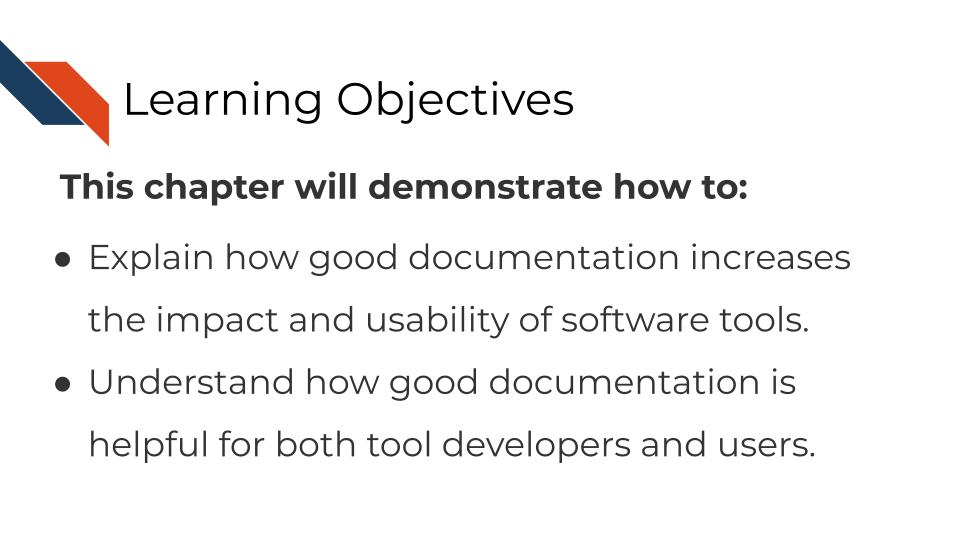 Learning Objectives
This chapter will demonstrate how to:
● Explain how good documentation increases
the impact and usability of software tools.
● Understand how good documentation is
helpful for both tool developers and users.